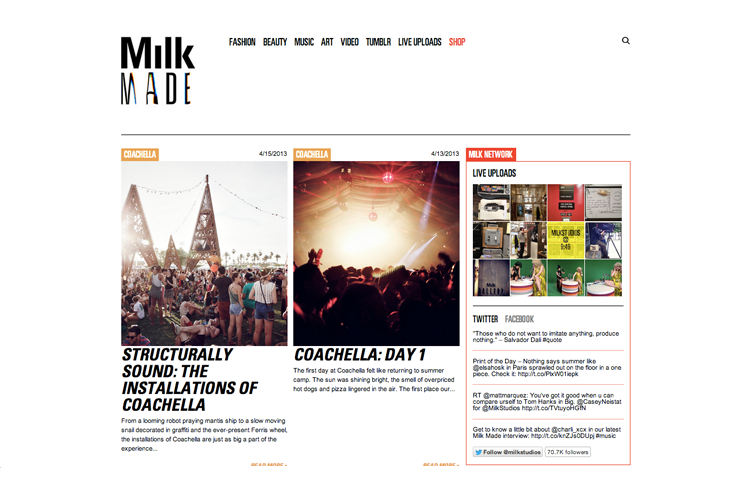 Milk
MADE
FASHION BEAUTY MUSIC ART VIDEO TUMBLR LIVE UPLOADS SHOP
COACHELLA 4/15/2013
STRUCTURALLY
SOUND: THE
INSTALLATIONS OF
COACHELLA
From a looming robot praying mantis ship to a slow moving
snail decorated in graffiti and the ever-present Ferris wheel,
the installations of Coachella are just as big a part of the
experience...
READ MORE »
COACHELLA 4/13/2013
COACHELLA: DAY 1
The first day at Coachella felt like returning to summer
camp. The sun was shining bright, the smell of overpriced
hot dogs and pizza lingered in the air. The first place our...
READ MORE »
MILK NETWORK
LIVE UPLOADS
MILKSTUDIOS
@
9:45
Milk
TWITTER FACEBOOK
"Those who do not want to imitate anything, produce
nothing." – Salvador Dali #quote
Print of the Day – Nothing says summer like
@elsahosk in Paris sprawled out on the floor in a one
piece. Check it: http://t.co/PlxW01iepk
RT @mattmarquez: You've got it good when u can
compare urself to Tom Hanks in Big. @CaseyNeistat
for @MilkStudios http://t.co/TVtuyoHGfN
Get to know a little bit about @charli_xcx in our latest
Milk Made interview: http://t.co/knZJs0DUpj #music
Follow @milkstudios 70.7K followers